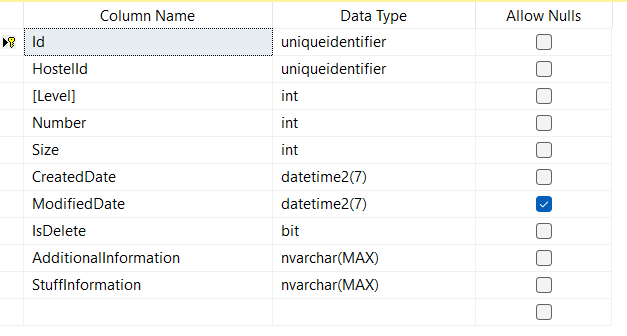 Column Name Data Type Allow Nulls
Id uniqueidentifier
HostelId uniqueidentifier
[Level] int
Number int
Size int
CreatedDate datetime2(7)
ModifiedDate datetime2(7)
IsDelete bit
AdditionalInformation nvarchar(MAX)
StuffInformation nvarchar(MAX)